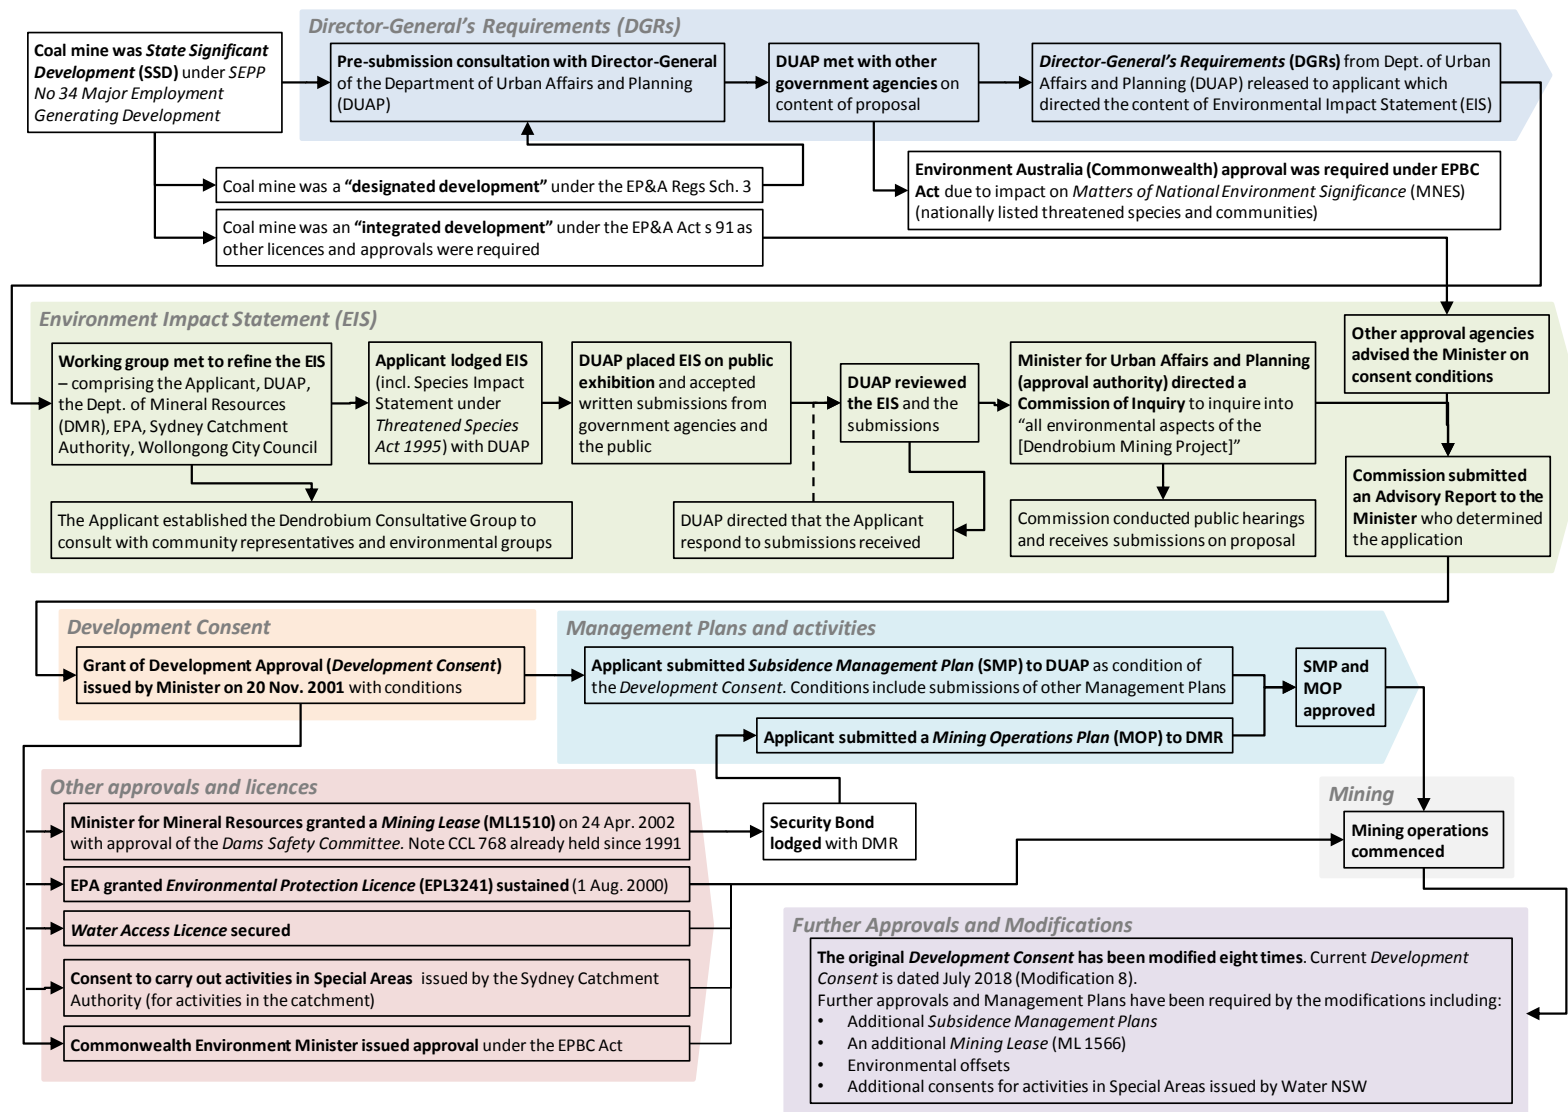 Director-General's Requirements (DGRs)
Coal mine was State Significant
Development (SSD) under SEPP
No 34 Major Employment
Generating Development
Pre-submission consultation with Director-General
of the Department of Urban Affairs and Planning
(DUAP)
DUAP met with other
government agencies on
content of proposal
Director-General's Requirements (DGRs) from Dept. of Urban
Affairs and Planning (DUAP) released to applicant which
directed the content of Environmental Impact Statement (EIS)
Coal mine was a "designated development" under the EP&A Regs Sch. 3
Coal mine was an "integrated development" under the EP&A Act s 91 as
other licences and approvals were required
Environment Australia (Commonwealth) approval was required under EPBC
Act due to impact on Matters of National Environment Significance (MNES)
(nationally listed threatened species and communities)
Environment Impact Statement (EIS)
Working group met to refine the EIS
– comprising the Applicant, DUAP,
the Dept. of Mineral Resources
(DMR), EPA, Sydney Catchment
Authority, Wollongong City Council
Applicant lodged EIS
(incl. Species Impact
Statement under
Threatened Species
Act 1995) with DUAP
DUAP placed EIS on public
exhibition and accepted
written submissions from
government agencies and
the public
DUAP reviewed
the EIS and the
submissions
Minister for Urban Affairs and Planning
(approval authority) directed a
Commission of Inquiry to inquire into
"all environmental aspects of the
[Dendrobium Mining Project]"
Other approval agencies
advised the Minister on
consent conditions
The Applicant established the Dendrobium Consultative Group to
consult with community representatives and environmental groups
DUAP directed that the Applicant
respond to submissions received
Commission conducted public hearings
and receives submissions on proposal
Commission submitted
an Advisory Report to the
Minister who determined
the application
Development Consent
Grant of Development Approval (Development Consent)
issued by Minister on 20 Nov. 2001 with conditions
Management Plans and activities
Applicant submitted Subsidence Management Plan (SMP) to DUAP as condition of
the Development Consent. Conditions include submissions of other Management Plans
Applicant submitted a Mining Operations Plan (MOP) to DMR
SMP and
MOP
approved
Other approvals and licences
Minister for Mineral Resources granted a Mining Lease (ML1510) on 24 Apr. 2002
with approval of the Dams Safety Committee. Note CCL 768 already held since 1991
Security Bond
lodged with DMR
EPA granted Environmental Protection Licence (EPL3241) sustained (1 Aug. 2000)
Water Access Licence secured
Consent to carry out activities in Special Areas issued by the Sydney Catchment
Authority (for activities in the catchment)
Commonwealth Environment Minister issued approval under the EPBC Act
Mining
Mining operations
commenced
Further Approvals and Modifications
The original Development Consent has been modified eight times. Current Development
Consent is dated July 2018 (Modification 8).
Further approvals and Management Plans have been required by the modifications including:
• Additional Subsidence Management Plans
• An additional Mining Lease (ML 1566)
• Environmental offsets
• Additional consents for activities in Special Areas issued by Water NSW